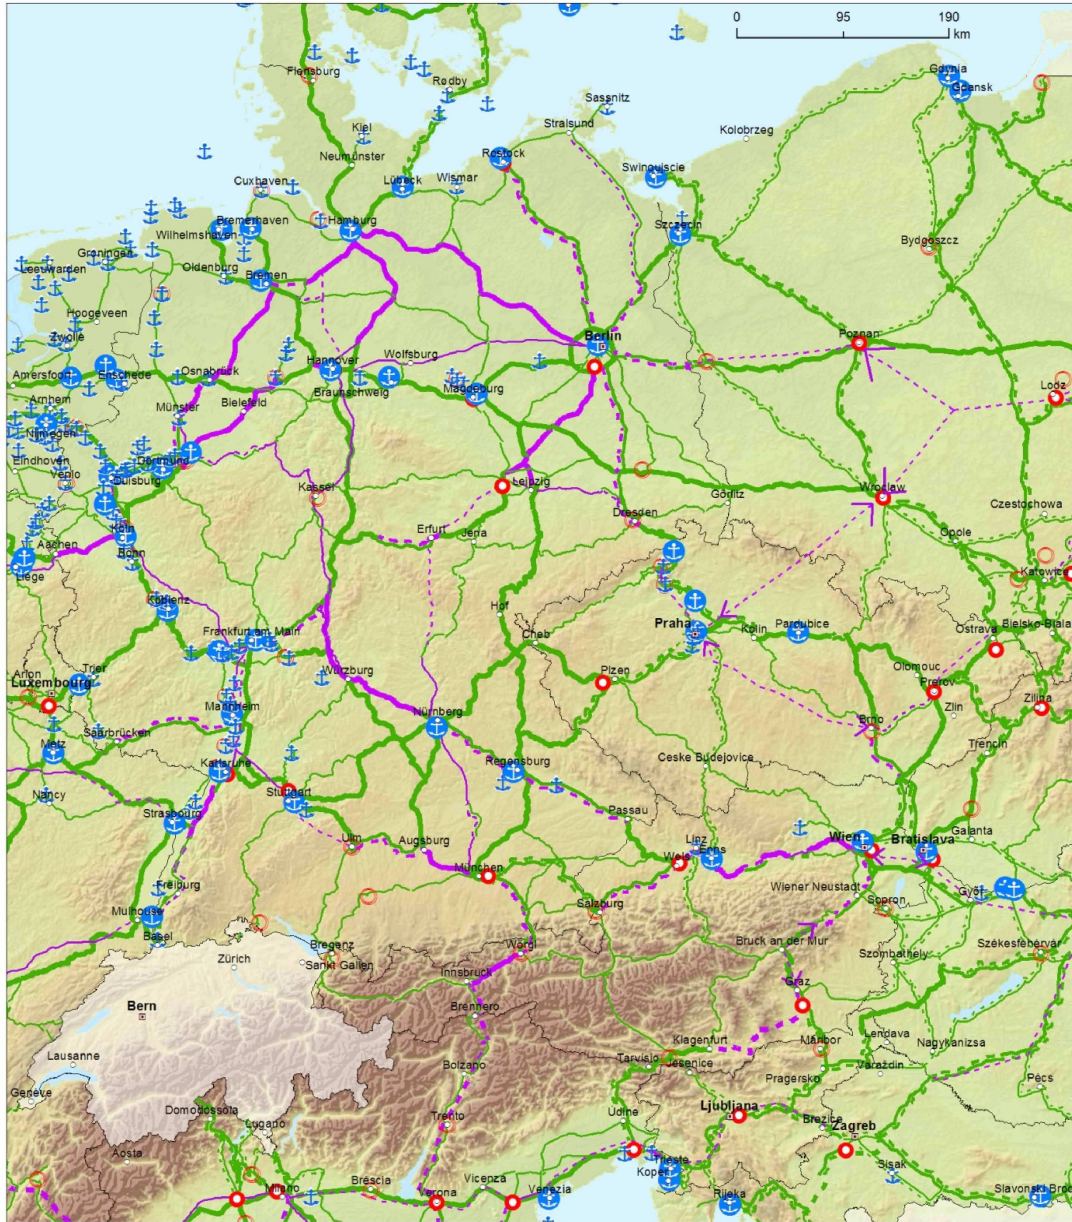 0 95 190
km
Gdynia
Gdansk
Flensburg
Rødby
Sassnitz
Stralsund
Kolobrzeg
Kiel
Neumünster
Rostock
Swinoujscie
Cuxhaven
Lübeck
Wismar
Bremerhaven
Hamburg
Szczecin
Wilhelmshaven
Bydgoszcz
Groningen
Leeuwarden
Oldenburg
Bremen
Hoogeveen
Zwolle
Berlin
Poznan
Hannover
Wolfsburg
Amersfoort
Enschede
Osnabrück
Braunschweig
Magdeburg
Lodz
Arnhem
Bielefeld
Münster
Nijmegen
Eindhoven
Dortmund
Venlo
Duisburg
Kassel
Leipzig
Wroclaw
Görlitz
Czestochowa
Dresden
Köln
Erfurt
Jena
Opole
Aachen
Bonn
Liege
Katowice
Koblenz
Hof
Frankfurt am Main
Praha
Kolin
Pardubice
Ostrava
Bielsko-Biala
Cheb
Trier
Arlon
Luxembourg
Würzburg
Plzen
Olomouc
Prerov
Zilina
Mannheim
Zlin
Nürnberg
Brno
Saarbrücken
Metz
Trencin
Karlsruhe
Regensburg
Ceske Budejovice
Nancy
Stuttgart
Strasbourg
Passau
Ulm
Augsburg
Linz
Enns
Wien
Bratislava
Galanta
München
Wels
Freiburg
Wiener Neustadt
Sopron
Györ
Mulhouse
Salzburg
Basel
Bregenz
Wörgl
Bruck an der Mur
Székesfehérvár
Zürich
Sankt Gallen
Szombathely
Innsbruck
Graz
Bern
Brennero
Klagenfurt
Maribor
Lendava
Nagykanizsa
Lausanne
Tarvisio
Jesenice
Bolzano
Pragersko
Varaždin
Geneve
Pécs
Domodossola
Trento
Udine
Ljubljana
Brezice
Zagreb
Lugano
Aosta
Trieste
Koper
Sisak
Milano
Brescia
Verona
Vicenza
Venezia
Rijeka
Slavonski Brod